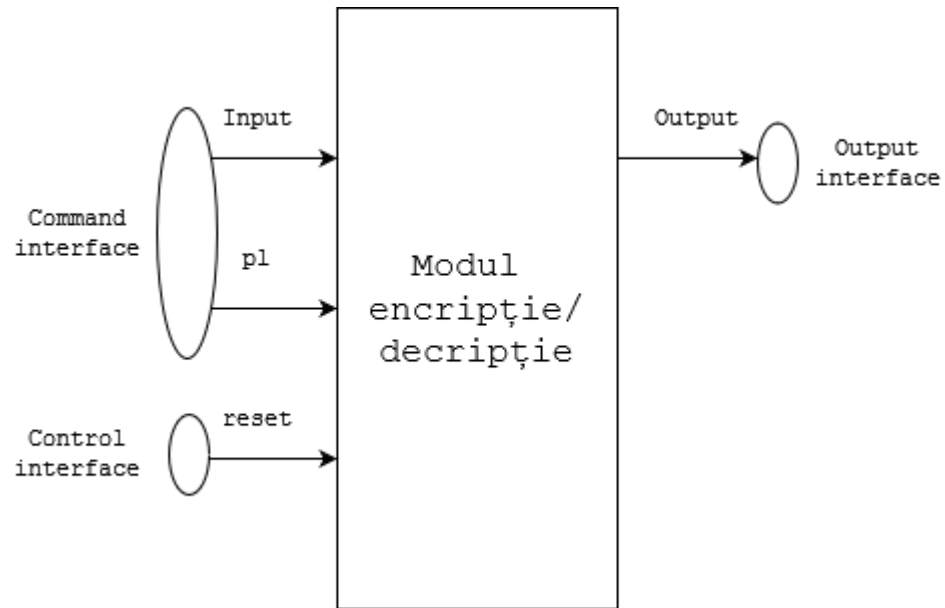 Input
Output
Output
interface
Command
interface
pl
Modul
encripție/
decripție
reset
Control
interface